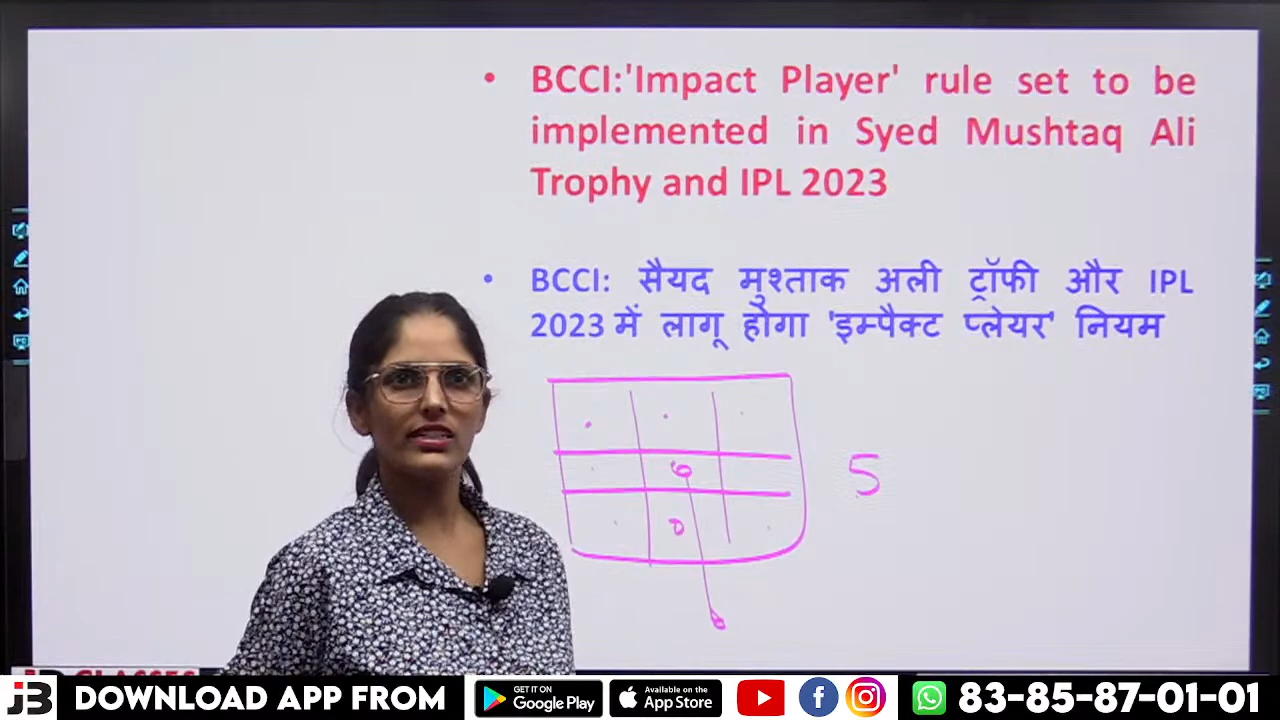 BCCI:'Impact Player' rule set to be
implemented in Syed Mushtaq Ali
Trophy and IPL 2023
BCCI: सैयद मुश्ताक अली ट्रॉफी और IPL
2023 में लागू होगा 'इम्पैक्ट प्लेयर' नियम
5
JB DOWNLOAD APP FROM GET IT ON Google Play Available on the App Store 83-85-87-01-01